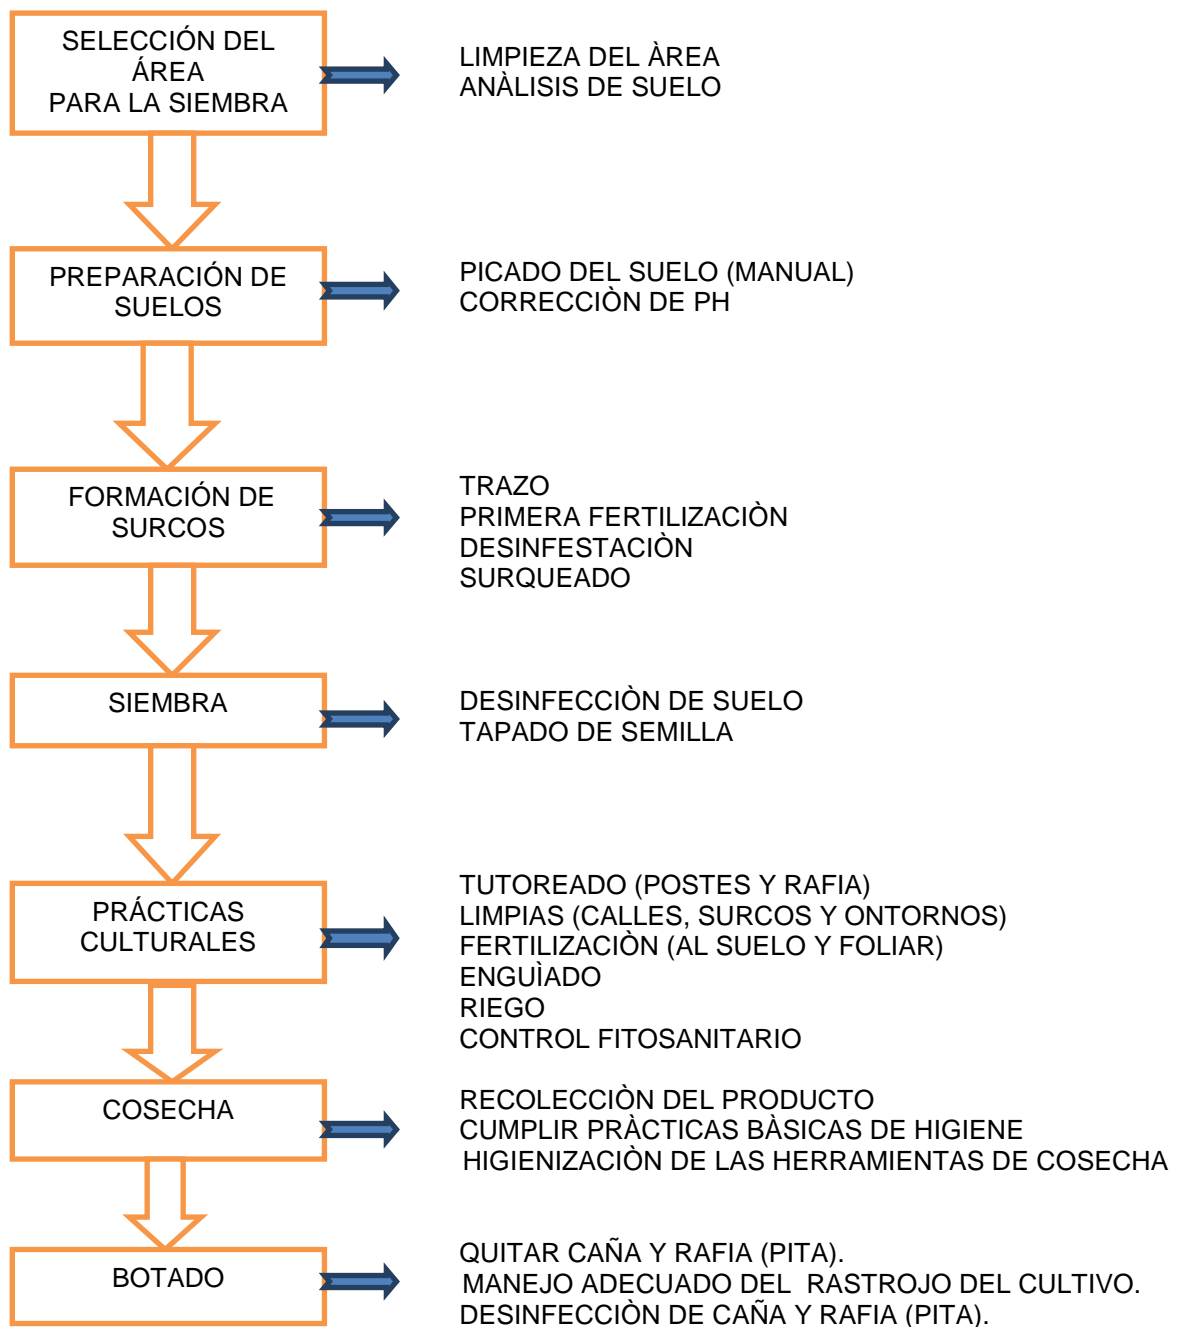 SELECCIÓN DEL
ÁREA
PARA LA SIEMBRA
LIMPIEZA DEL ÀREA
ANÀLISIS DE SUELO
PREPARACIÓN DE
SUELOS
PICADO DEL SUELO (MANUAL)
CORRECCIÒN DE PH
FORMACIÓN DE
SURCOS
TRAZO
PRIMERA FERTILIZACIÒN
DESINFESTACIÒN
SURQUEADO
SIEMBRA
DESINFECCIÒN DE SUELO
TAPADO DE SEMILLA
PRÁCTICAS
CULTURALES
TUTOREADO (POSTES Y RAFIA)
LIMPIAS (CALLES, SURCOS Y ONTORNOS)
FERTILIZACIÒN (AL SUELO Y FOLIAR)
ENGUÌADO
RIEGO
CONTROL FITOSANITARIO
COSECHA
RECOLECCIÒN DEL PRODUCTO
CUMPLIR PRÀCTICAS BÀSICAS DE HIGIENE
HIGIENIZACIÒN DE LAS HERRAMIENTAS DE COSECHA
BOTADO
QUITAR CAÑA Y RAFIA (PITA).
MANEJO ADECUADO DEL  RASTROJO DEL CULTIVO.
DESINFECCIÒN DE CAÑA Y RAFIA (PITA).